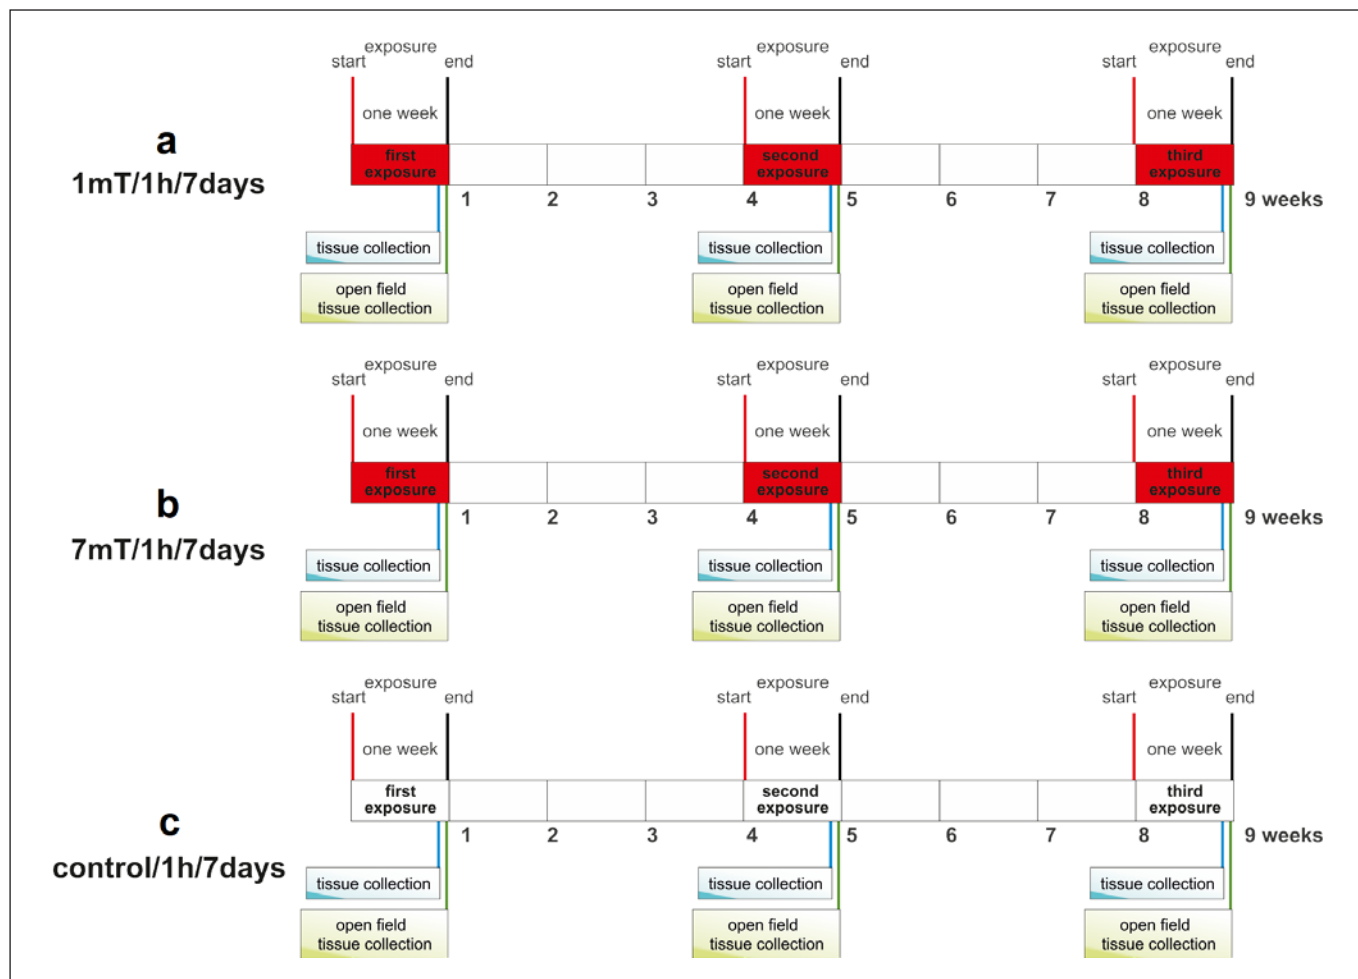 exposure exposure exposure
start end start end start end
one week one week one week
a
1mT/1h/7days
first second third
exposure exposure exposure
1 2 3 4 5 6 7 8 9 weeks
tissue collection tissue collection tissue collection
open field open field open field
tissue collection tissue collection tissue collection
exposure exposure exposure
start end start end start end
one week one week one week
b
7mT/1h/7days
first second third
exposure exposure exposure
1 2 3 4 5 6 7 8 9 weeks
tissue collection tissue collection tissue collection
open field open field open field
tissue collection tissue collection tissue collection
exposure exposure exposure
start end start end start end
one week one week one week
c
control/1h/7days
first second third
exposure exposure exposure
1 2 3 4 5 6 7 8 9 weeks
tissue collection tissue collection tissue collection
open field open field open field
tissue collection tissue collection tissue collection